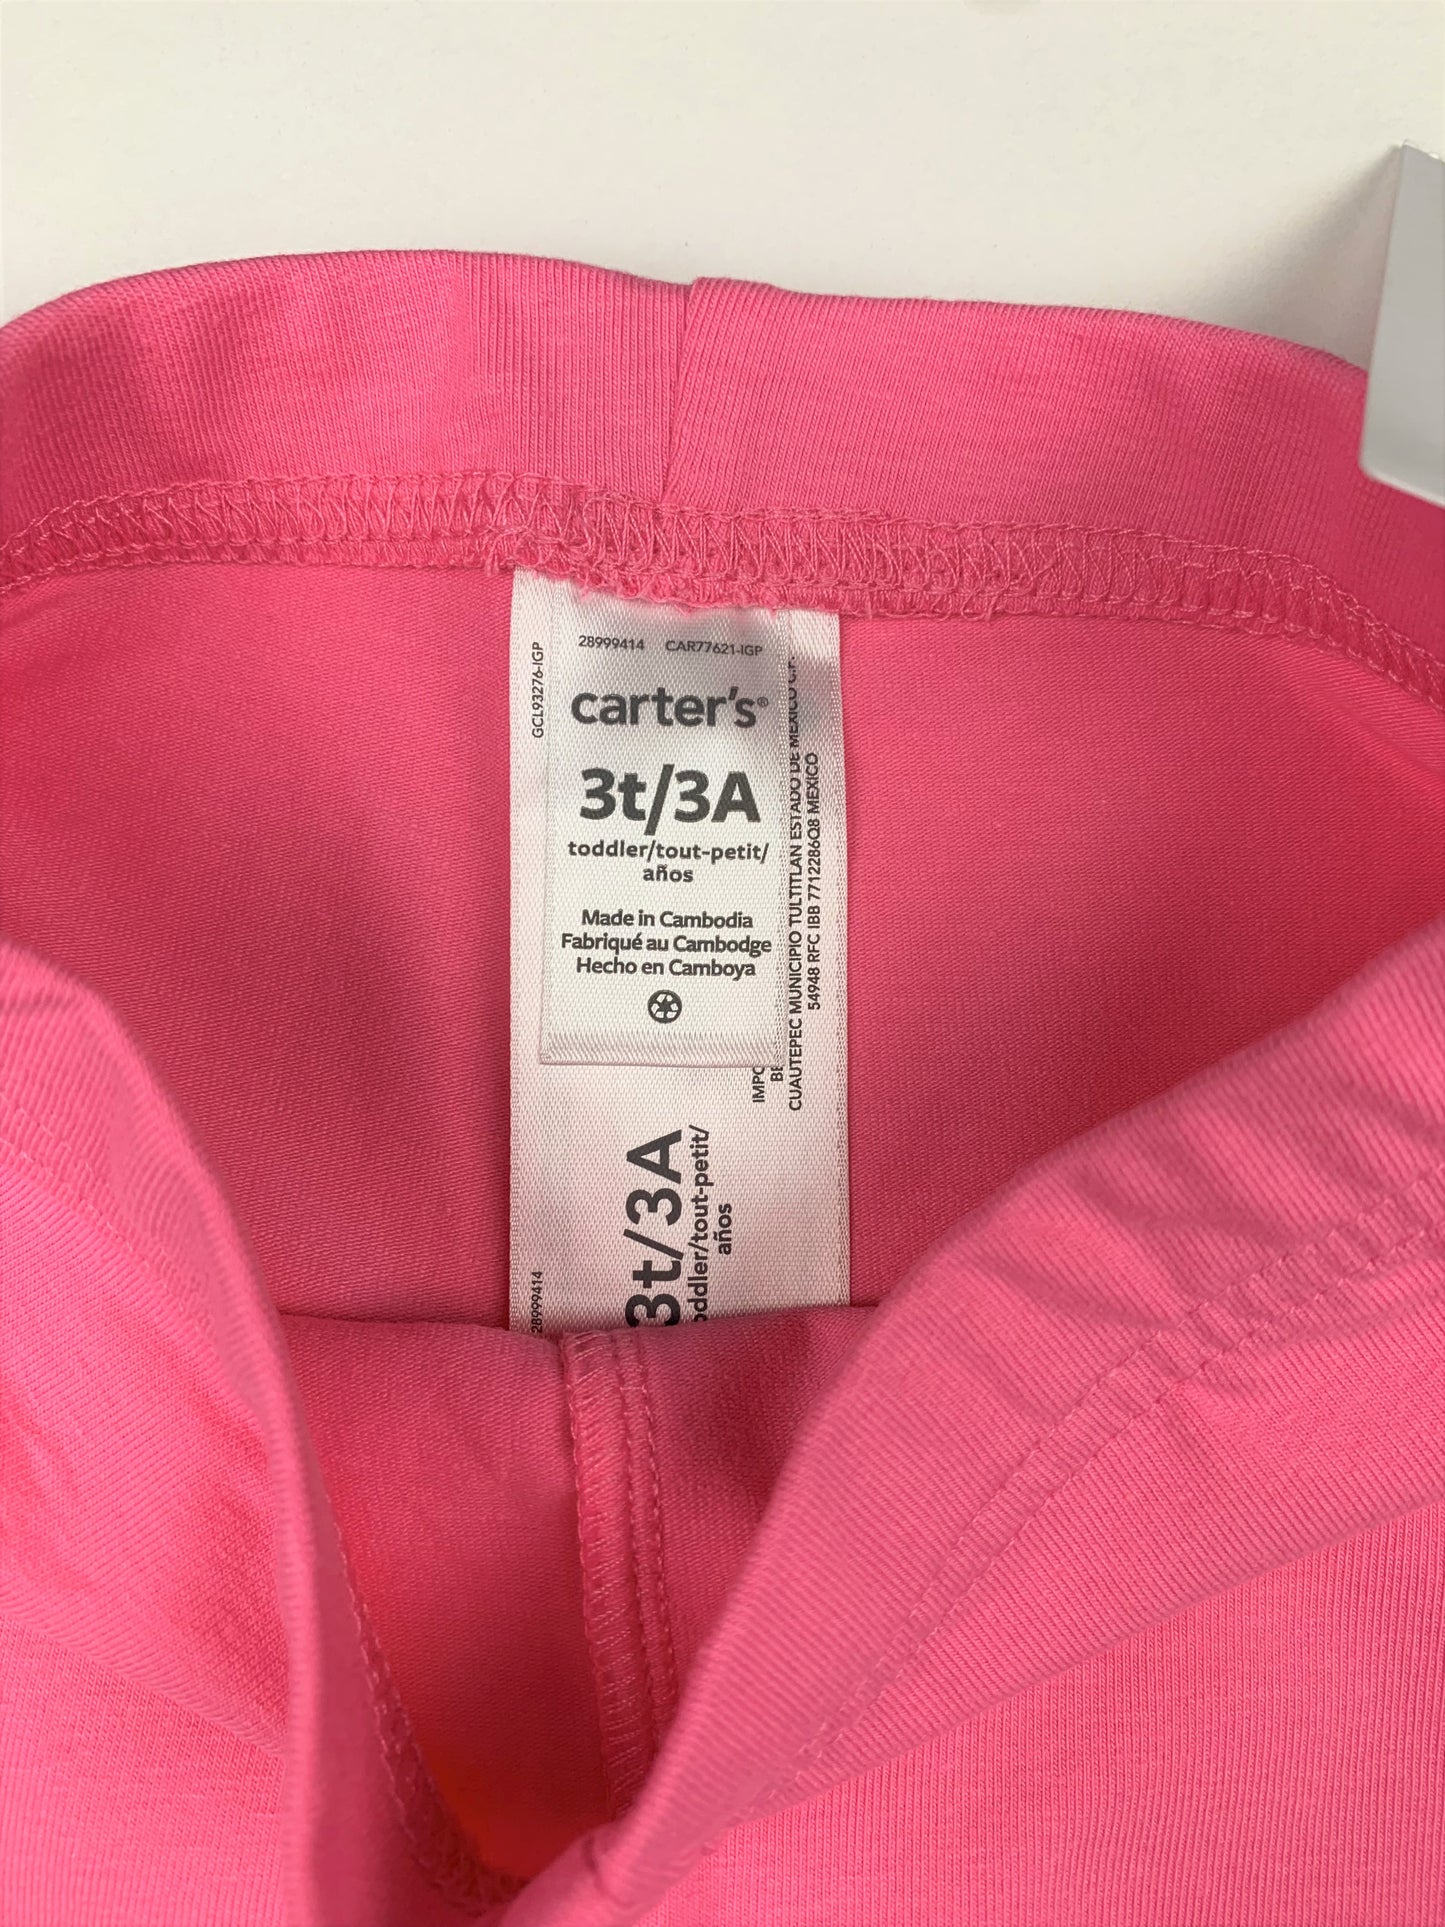 28999414 CAR77621-IGP
carter's®
3t/3A
toddler/tout-petit/
años
Made in Cambodia
Fabriqué au Cambodge
Hecho en Camboya
GCL93276-IGP
CUAUTEPEC MUNICIPIO TULTITLAN ESTADO DE MEXICO C.P.
54948 RFC IBB 7712286Q8 MEXICO
3t/3A
toddler/tout-petit/
años
28999414